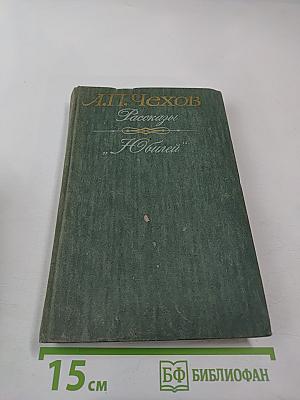 А.П. Чехов
Рассказы
„Юбилей“
15 см
БФ БИБЛИОФАН